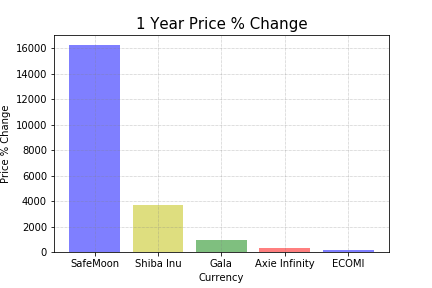 1 Year Price % Change
Price % Change
16000
14000
12000
10000
8000
6000
4000
2000
0
SafeMoon Shiba Inu Gala Axie Infinity ECOMI
Currency